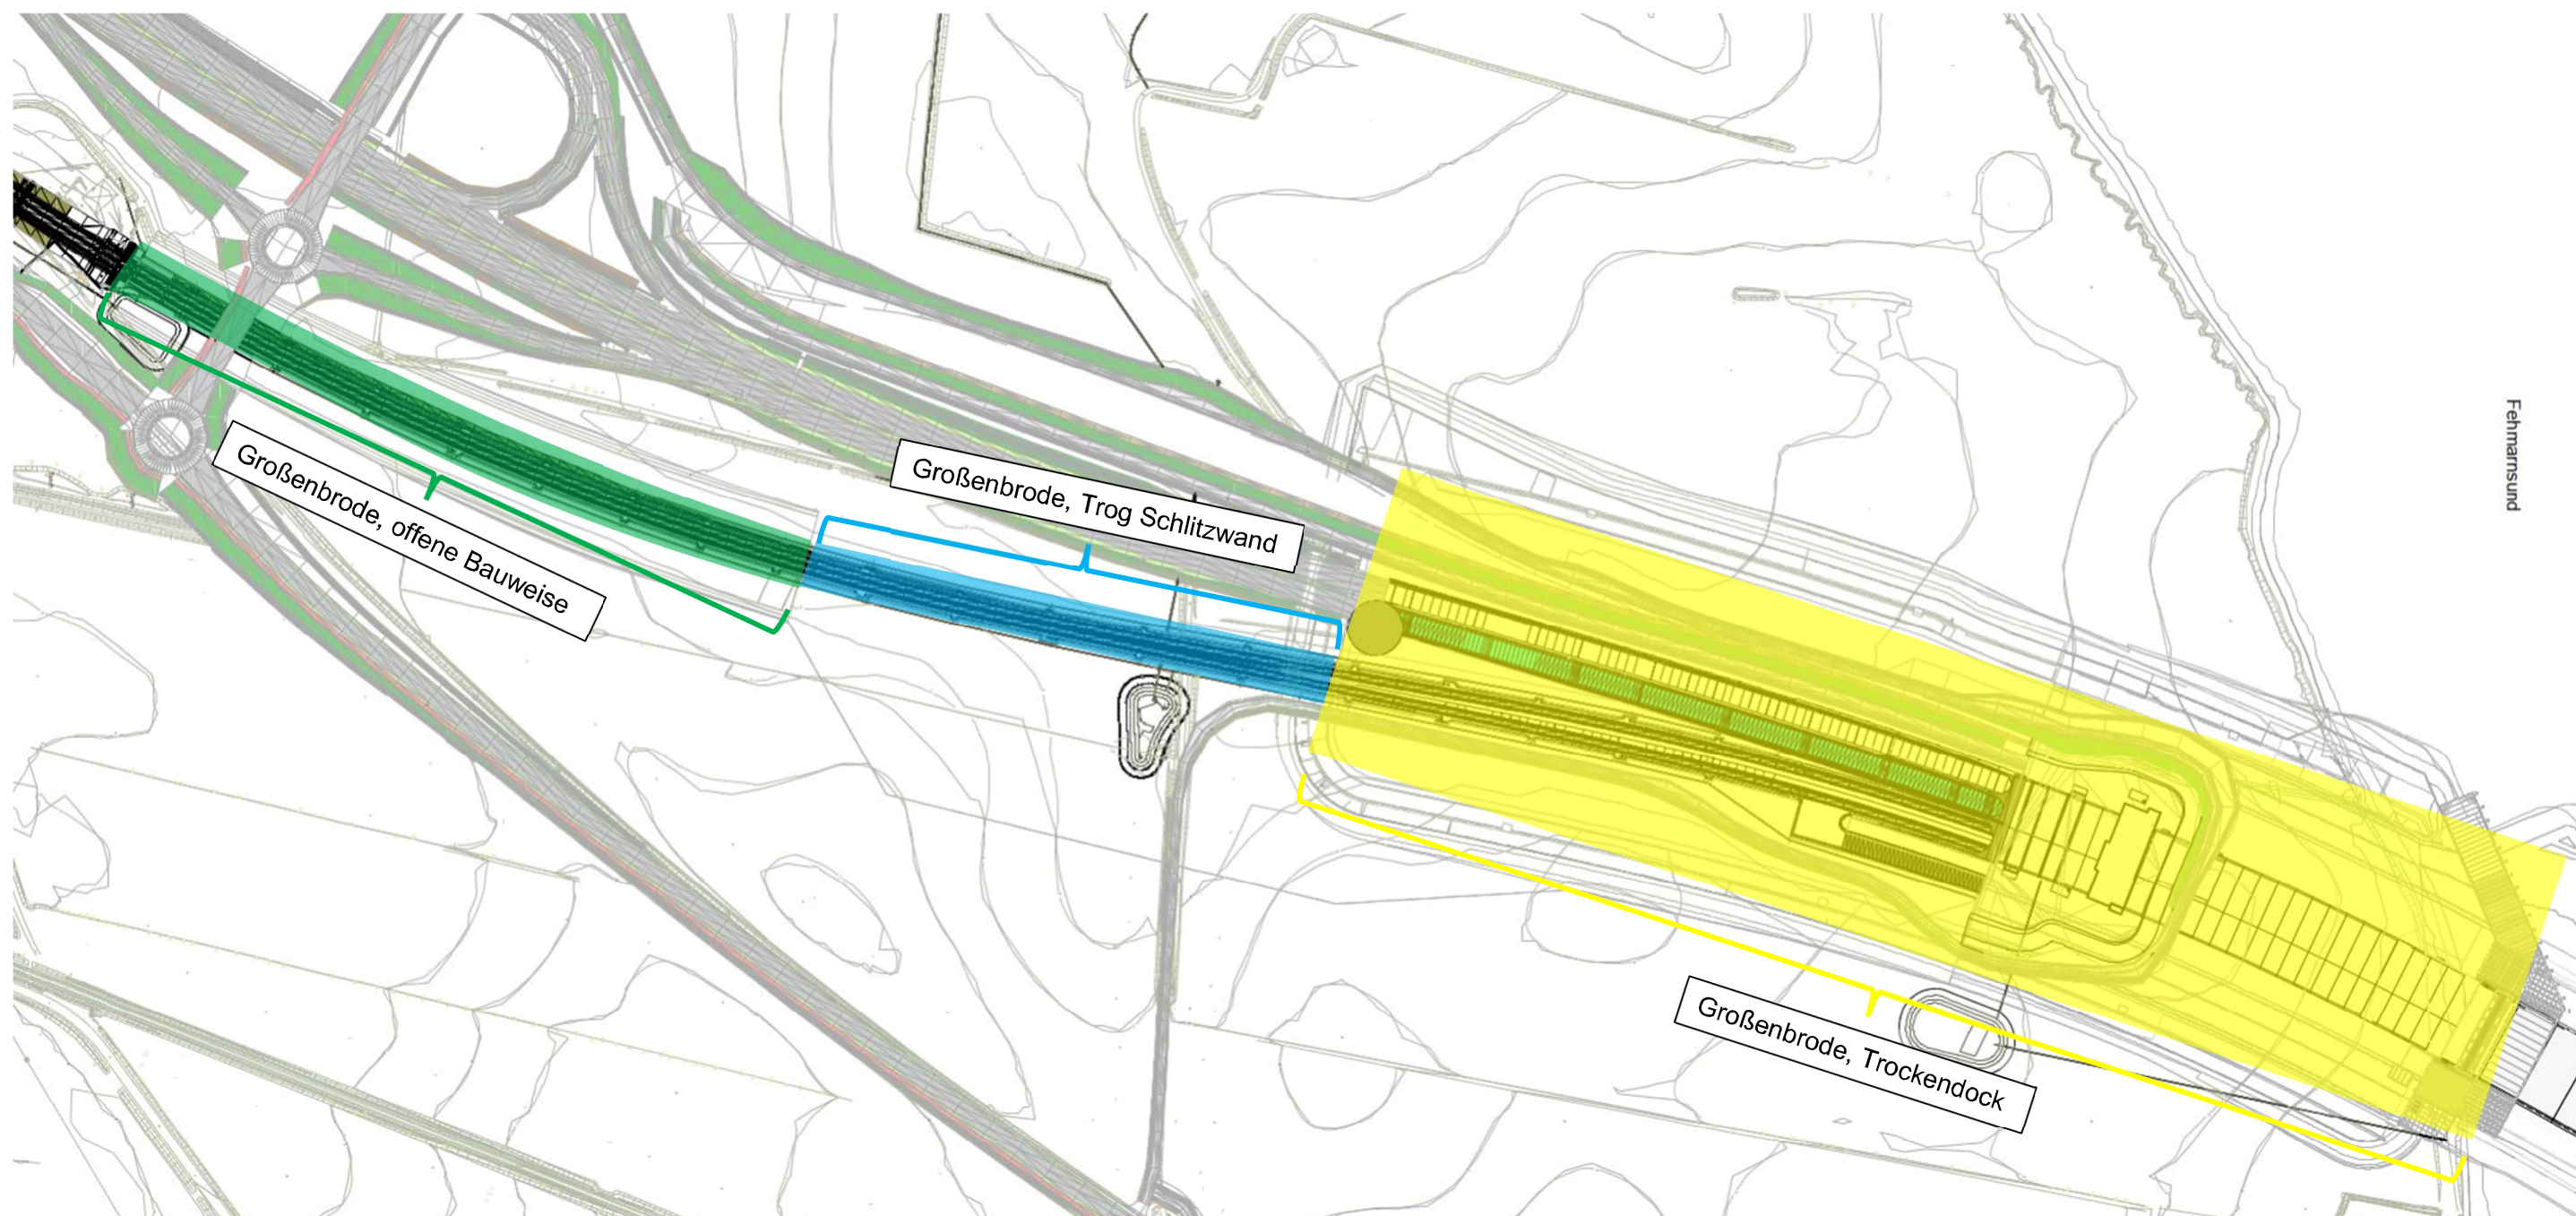 Großenbrode, offene Bauweise
Großenbrode, Trog Schlitzwand
Großenbrode, Trockendock
Fehmarnsund